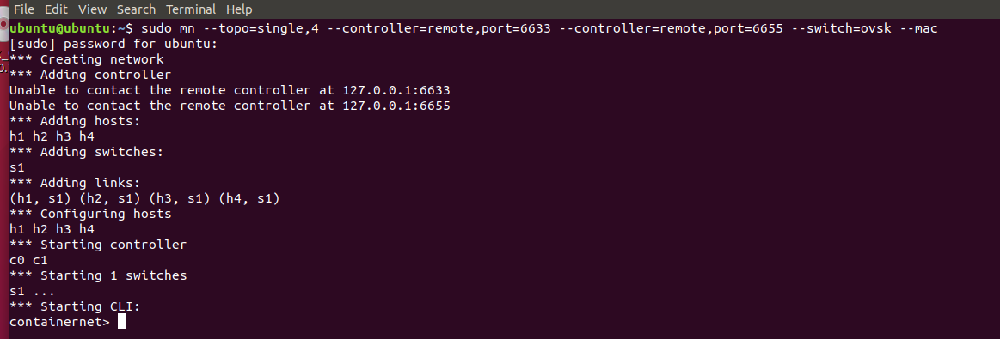 File Edit View Search Terminal Help
ubuntu@ubuntu:~$ sudo mn --topo=single,4 --controller=remote,port=6633 --controller=remote,port=6655 --switch=ovsk --mac
[sudo] password for ubuntu:
*** Creating network
*** Adding controller
Unable to contact the remote controller at 127.0.0.1:6633
Unable to contact the remote controller at 127.0.0.1:6655
*** Adding hosts:
h1 h2 h3 h4
*** Adding switches:
s1
*** Adding links:
(h1, s1) (h2, s1) (h3, s1) (h4, s1)
*** Configuring hosts
h1 h2 h3 h4
*** Starting controller
c0 c1
*** Starting 1 switches
s1 ...
*** Starting CLI:
containernet>